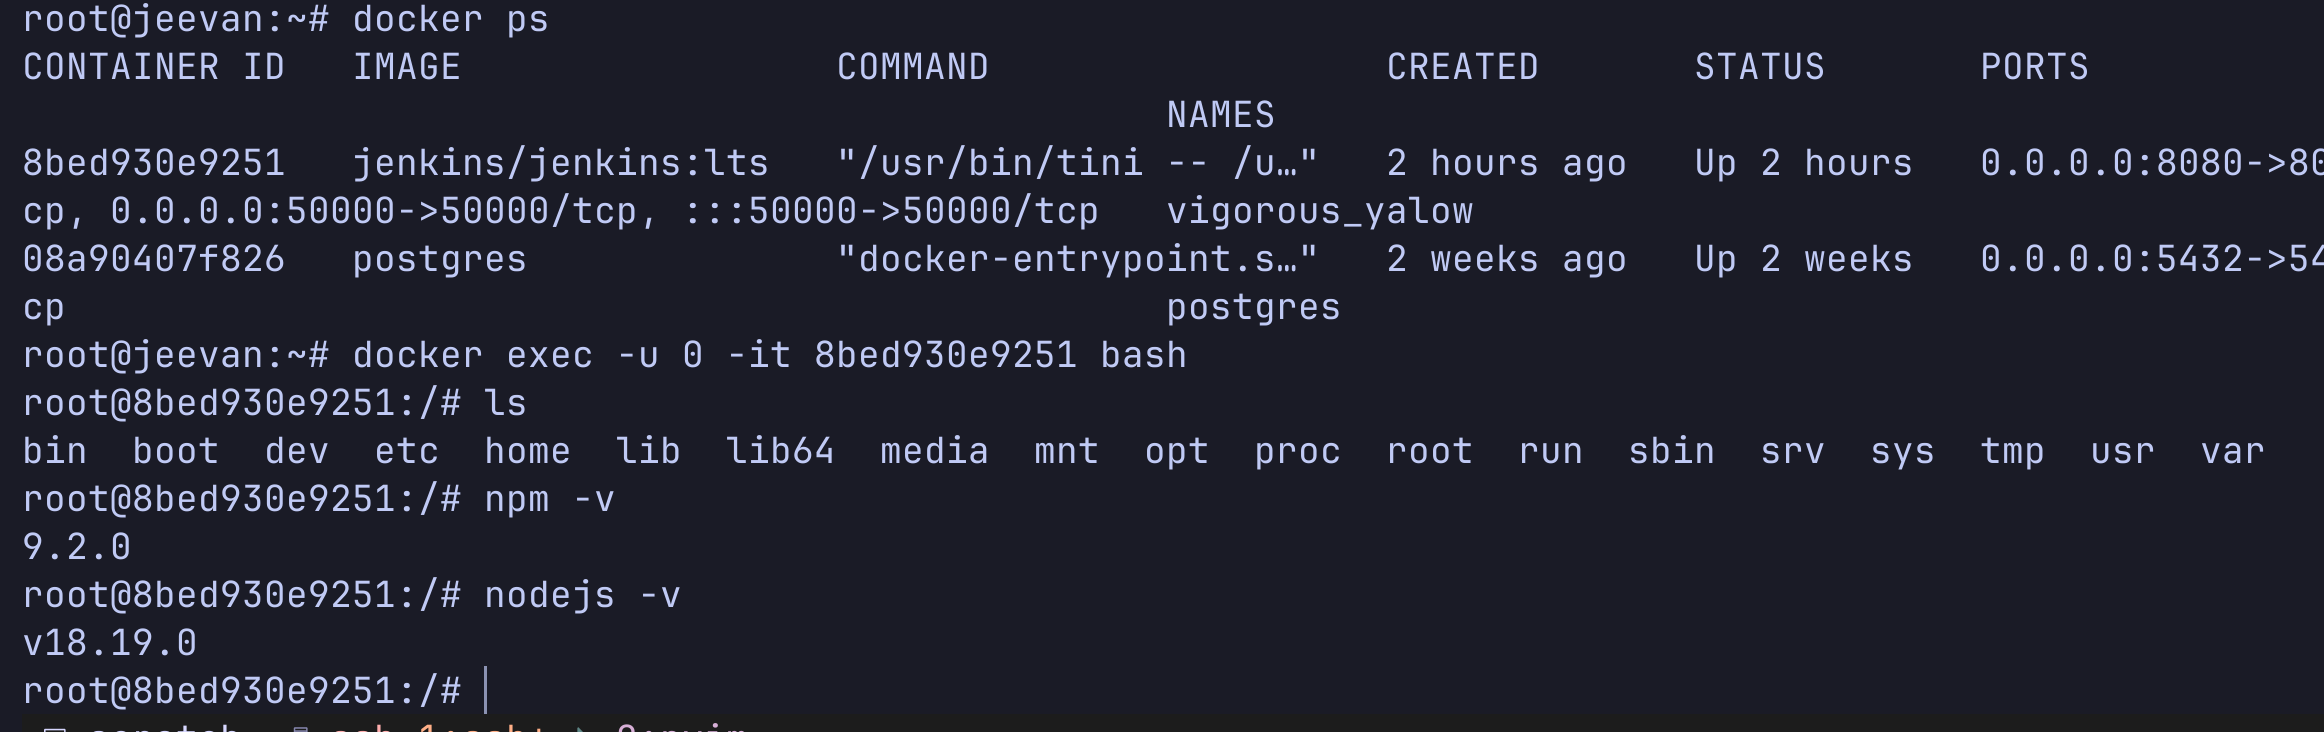 root@jeevan:~# docker ps
CONTAINER ID   IMAGE                 COMMAND                  CREATED       STATUS       PORTS
                                                    NAMES
8bed930e9251   jenkins/jenkins:lts   "/usr/bin/tini -- /u…"   2 hours ago   Up 2 hours   0.0.0.0:8080->80
cp, 0.0.0.0:50000->50000/tcp, :::50000->50000/tcp   vigorous_yalow
08a90407f826   postgres              "docker-entrypoint.s…"   2 weeks ago   Up 2 weeks   0.0.0.0:5432->54
cp                                                  postgres
root@jeevan:~# docker exec -u 0 -it 8bed930e9251 bash
root@8bed930e9251:/# ls
bin  boot  dev  etc  home  lib  lib64  media  mnt  opt  proc  root  run  sbin  srv  sys  tmp  usr  var
root@8bed930e9251:/# npm -v
9.2.0
root@8bed930e9251:/# nodejs -v
v18.19.0
root@8bed930e9251:/#